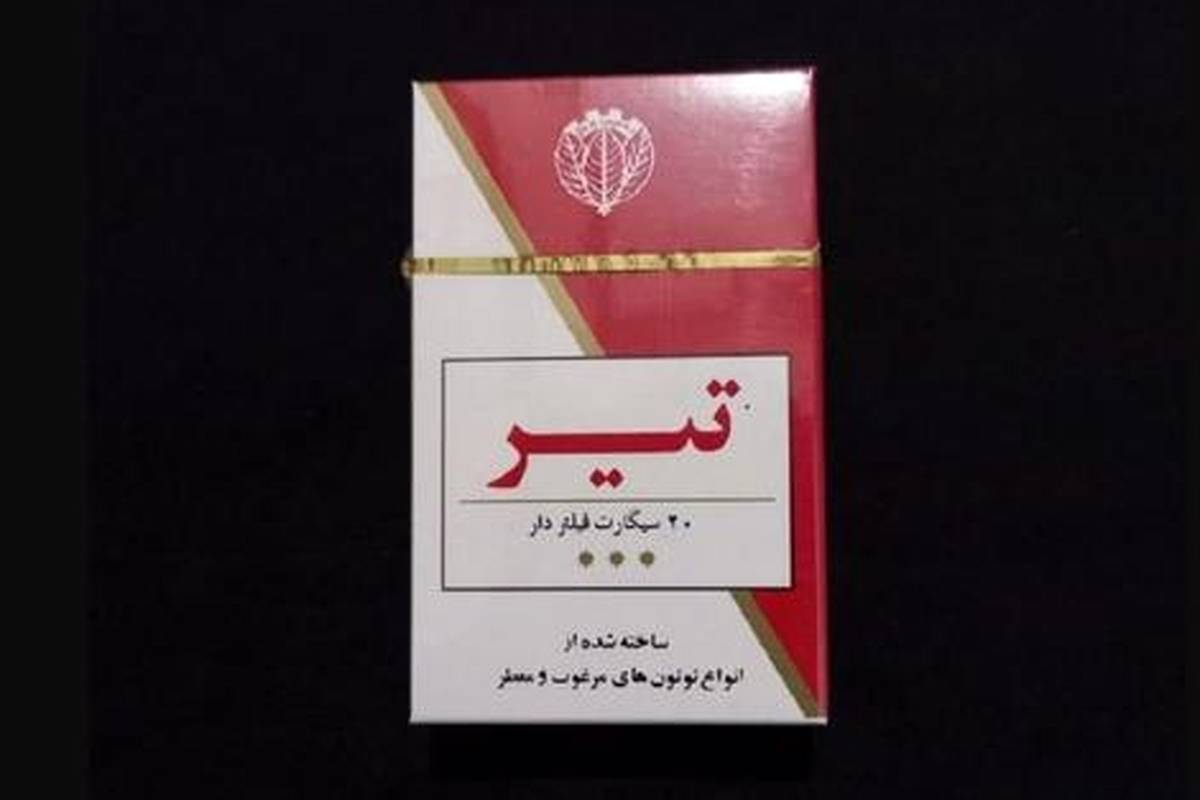 تیر
۲۰ سیگارت فیلتر دار
ساخته شده از
انواع توتون های مرغوب و معطر